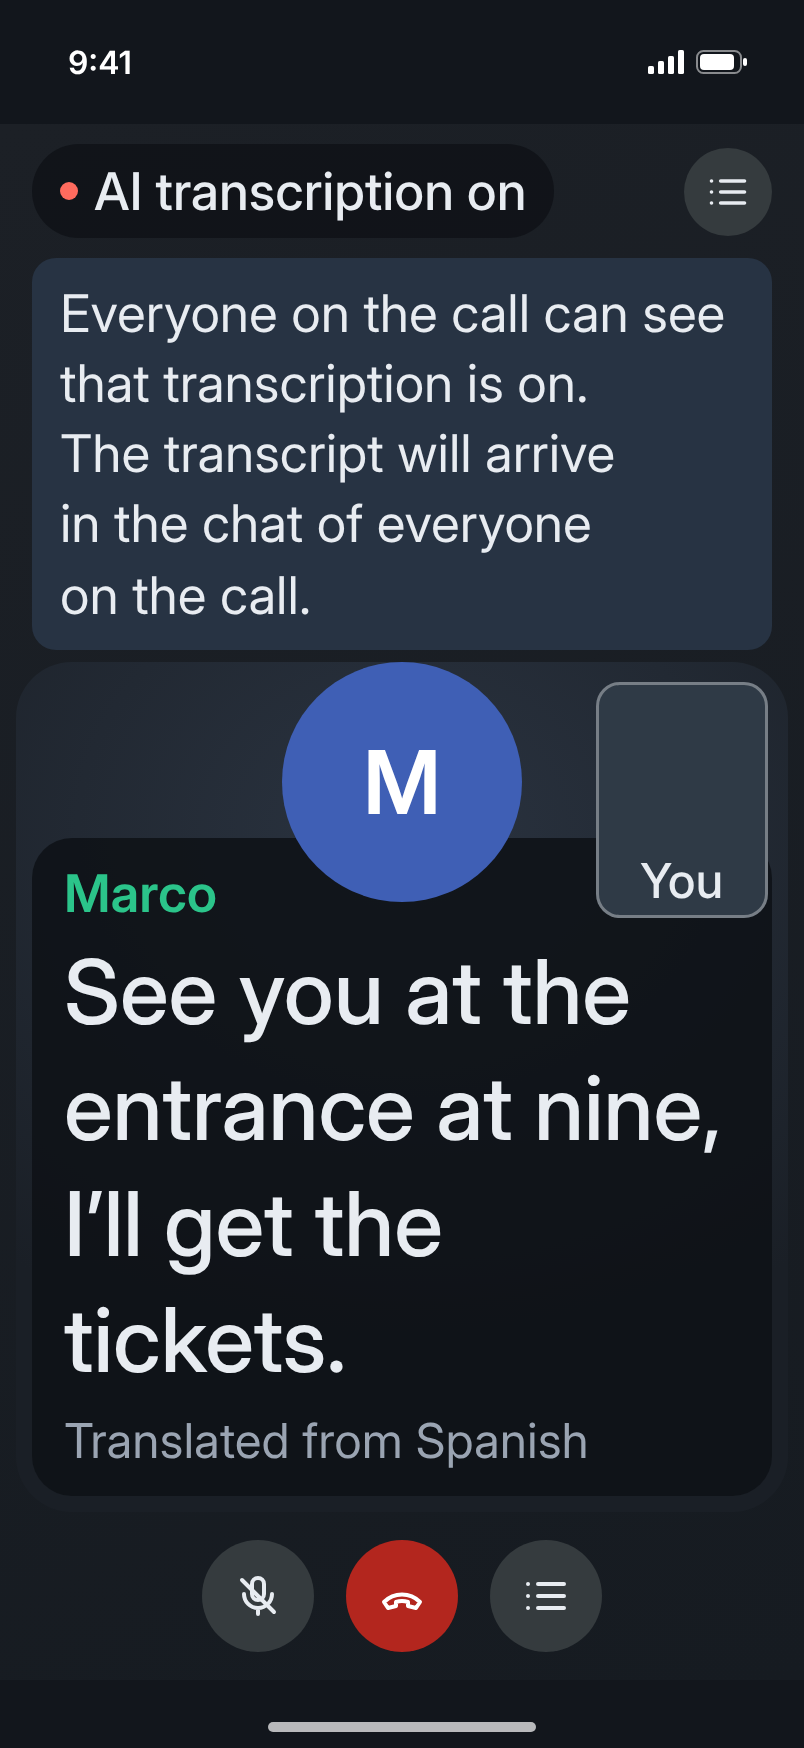 9:41
AI transcription on
Everyone on the call can see
that transcription is on.
The transcript will arrive
in the chat of everyone
on the call.
M
You
Marco
See you at the
entrance at nine,
I’ll get the
tickets.
Translated from Spanish